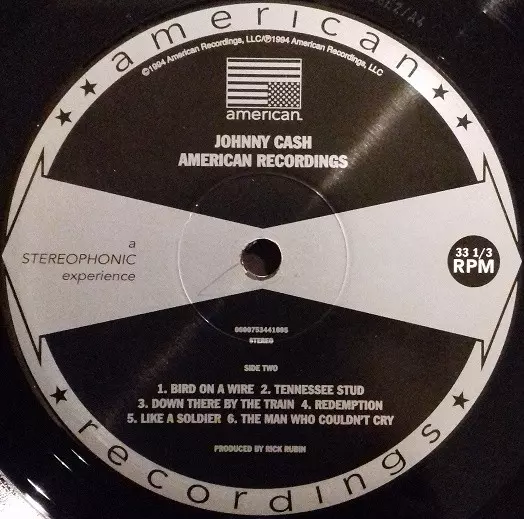 american
©1994 American Recordings, LLC/℗1994 American Recordings, LLC
american.
JOHNNY CASH
AMERICAN RECORDINGS
a
STEREOPHONIC
experience
33 1/3
RPM
STEREO
SIDE TWO
1. BIRD ON A WIRE 2. TENNESSEE STUD
3. DOWN THERE BY THE TRAIN 4. REDEMPTION
5. LIKE A SOLDIER 6. THE MAN WHO COULDN'T CRY
PRODUCED BY RICK RUBIN
recordings